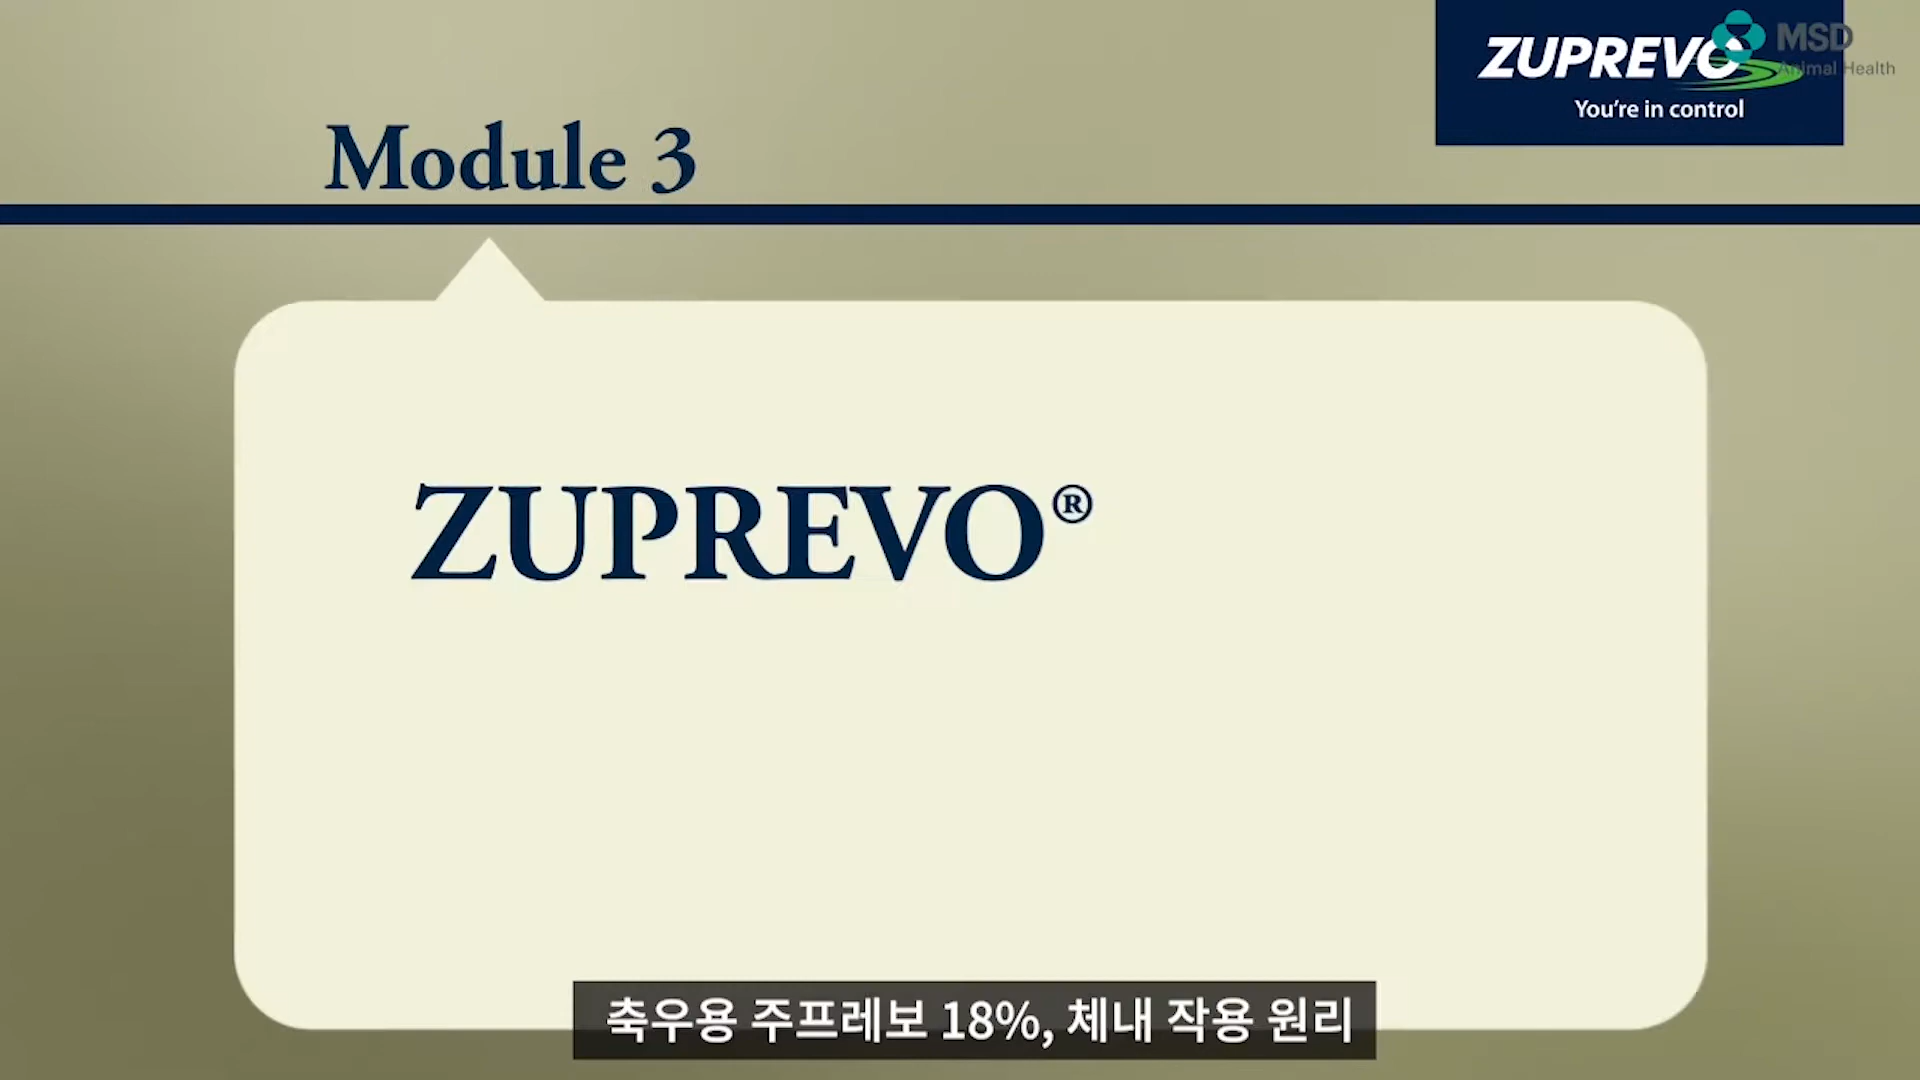 ZUPREVO
MSD
Animal Health
You're in control
Module 3
ZUPREVO®
축우용 주프레보 18%, 체내 작용 원리